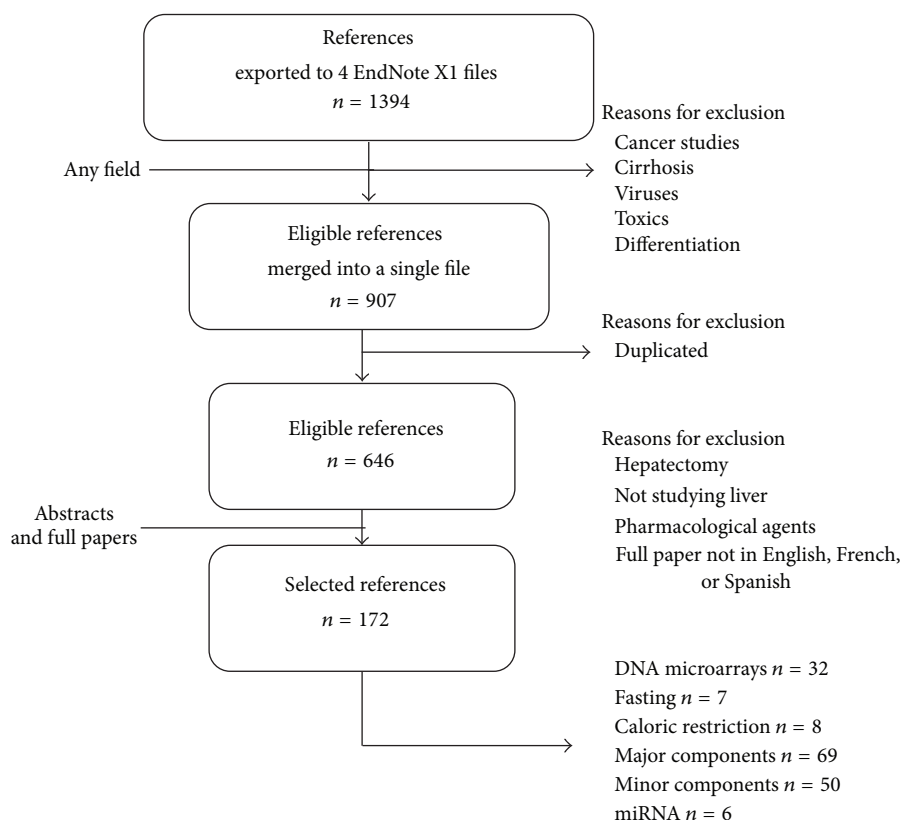 References
exported to 4 EndNote X1 files
n = 1394
Reasons for exclusion
Cancer studies
Cirrhosis
Viruses
Toxics
Differentiation
Any field
Eligible references
merged into a single file
n = 907
Reasons for exclusion
Duplicated
Eligible references
n = 646
Reasons for exclusion
Hepatectomy
Not studying liver
Pharmacological agents
Full paper not in English, French,
or Spanish
Abstracts
and full papers
Selected references
n = 172
DNA microarrays n = 32
Fasting n = 7
Caloric restriction n = 8
Major components n = 69
Minor components n = 50
miRNA n = 6